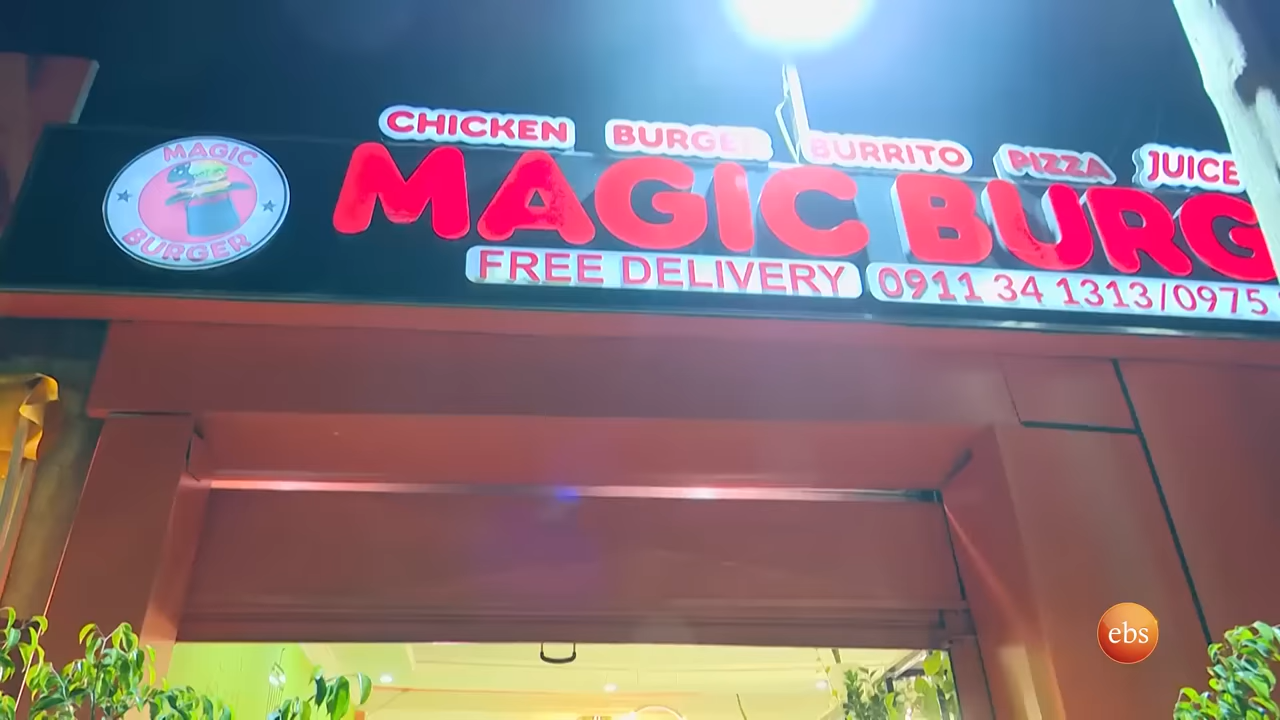 CHICKEN BURGER BURRITO PIZZA JUICE
MAGIC BURG
FREE DELIVERY 0911 34 1313/0975
MAGIC
BURGER
ebs